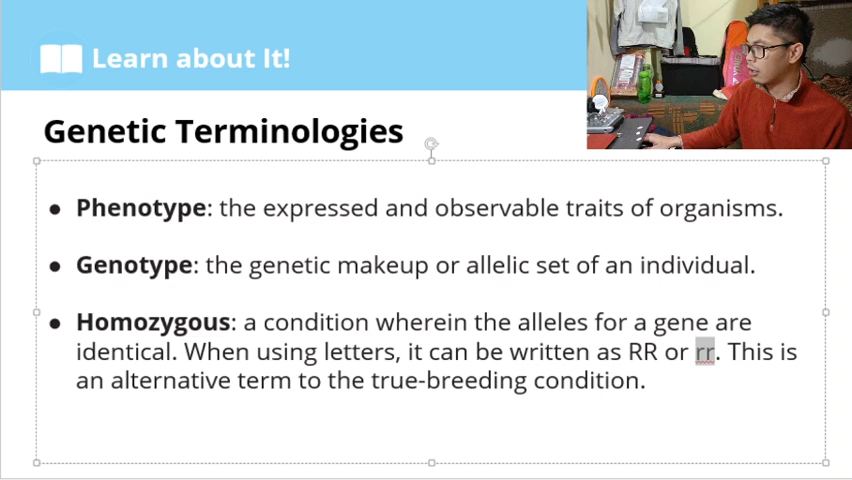 Learn about It!
Genetic Terminologies
● Phenotype: the expressed and observable traits of organisms.
● Genotype: the genetic makeup or allelic set of an individual.
● Homozygous: a condition wherein the alleles for a gene are
identical. When using letters, it can be written as RR or rr. This is
an alternative term to the true-breeding condition.